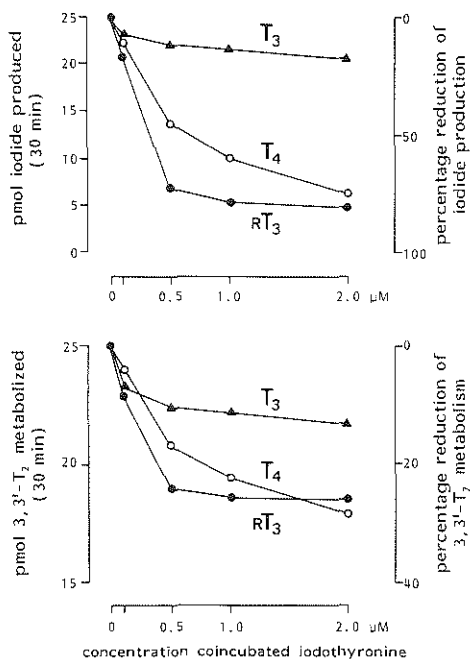 25
20
15
10
5
0
pmol iodide produced
( 30 min)
T3
T4
RT3
0
50
100
percentage reduction of
iodide production
0 0.5 1.0 2.0 µM
25
20
15
pmol 3, 3'-T2 metabolized
(30 min)
T3
T4
RT3
0
20
40
percentage reduction of
3, 3'-T2 metabolism
0 0.5 1.0 2.0 µM
concentration coincubated iodothyronine